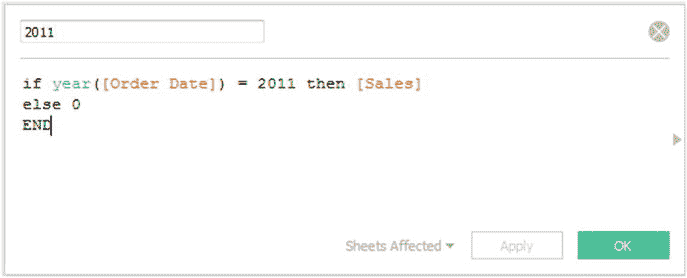 2011
if year([Order Date]) = 2011 then [Sales]
else 0
END
Sheets Affected Apply OK